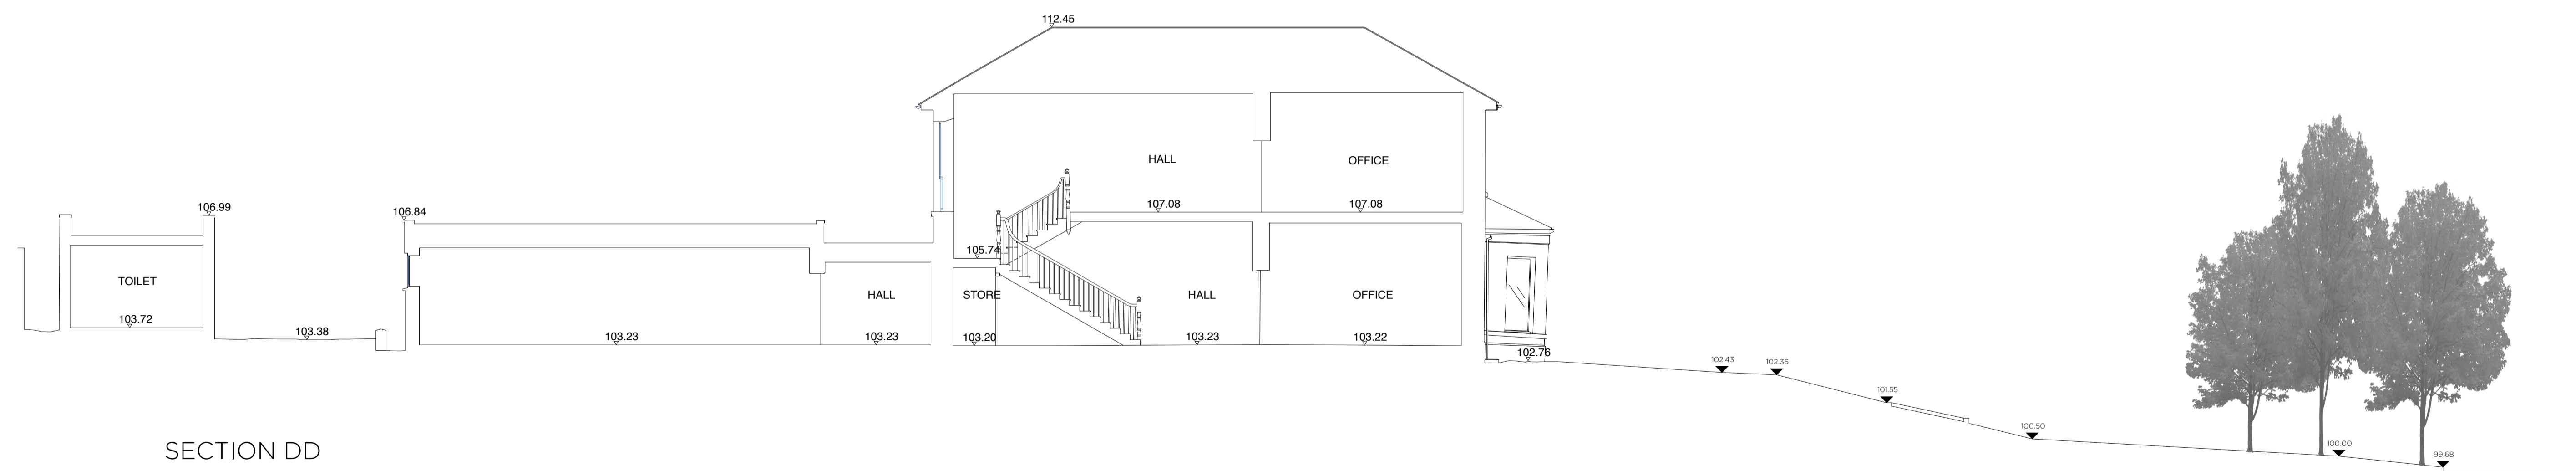 112.45
HALL
OFFICE
107.08
107.08
106.99
106.84
105.74
TOILET
HALL
STORE
HALL
OFFICE
103.72
103.38
103.23
103.23
103.20
103.23
103.22
102.76
102.43
102.36
101.55
100.50
100.00
99.68
SECTION DD